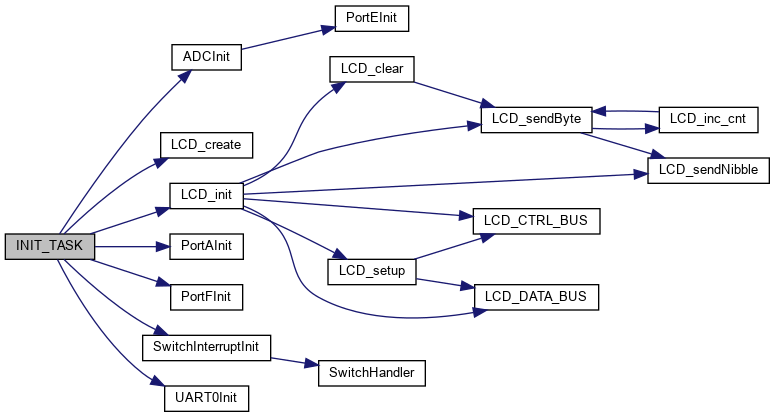 PortEInit
ADCInit
LCD_clear
LCD_sendByte
LCD_inc_cnt
LCD_create
LCD_sendNibble
LCD_init
LCD_CTRL_BUS
INIT_TASK
PortAInit
LCD_setup
PortFInit
LCD_DATA_BUS
SwitchInterruptInit
SwitchHandler
UART0Init